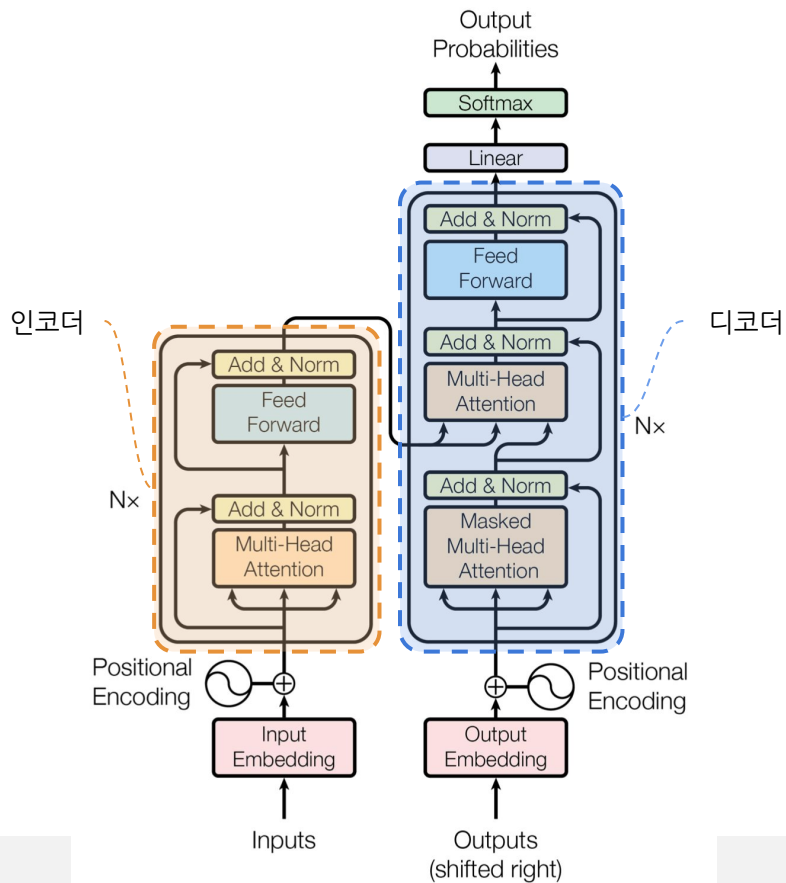 Output
Probabilities
Softmax
Linear
Add & Norm
Feed
Forward
Add & Norm
Multi-Head
Attention
Add & Norm
Masked
Multi-Head
Attention
디코더
N×
인코더
Add & Norm
Feed
Forward
Add & Norm
Multi-Head
Attention
N×
Positional
Encoding
Positional
Encoding
Input
Embedding
Output
Embedding
Inputs
Outputs
(shifted right)